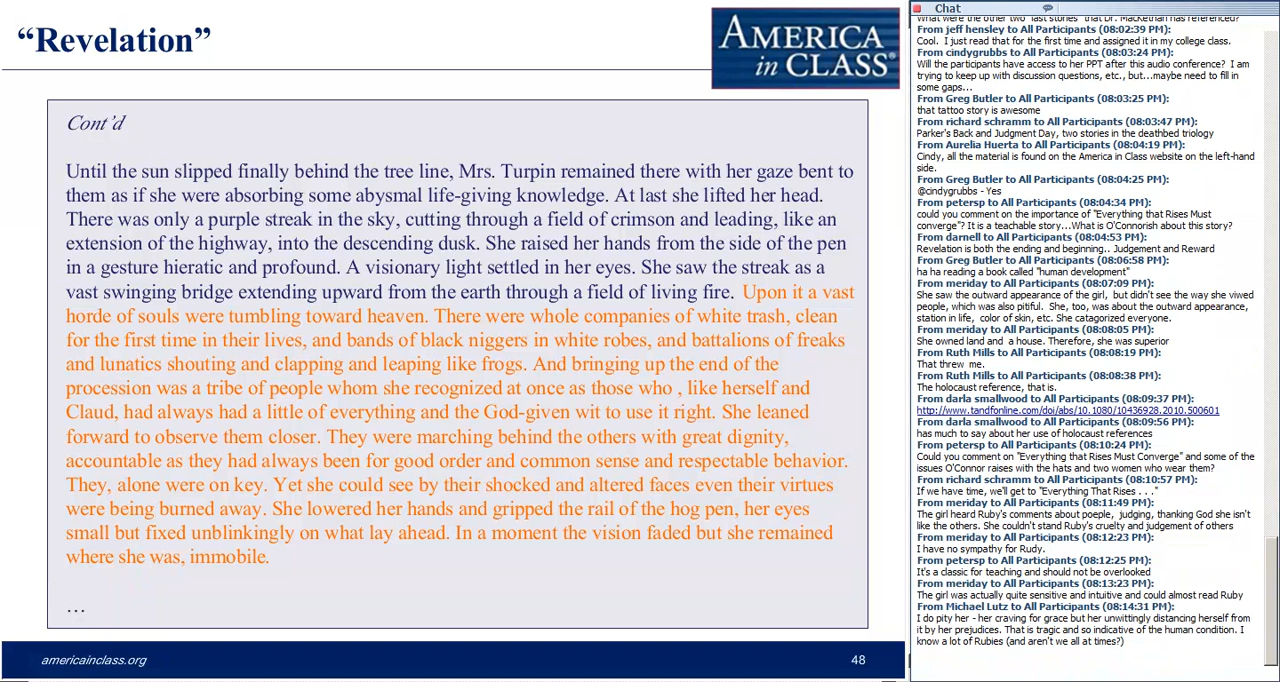 “Revelation”
AMERICA
in CLASS®
Cont’d
Until the sun slipped finally behind the tree line, Mrs. Turpin remained there with her gaze bent to
them as if she were absorbing some abysmal life-giving knowledge. At last she lifted her head.
There was only a purple streak in the sky, cutting through a field of crimson and leading, like an
extension of the highway, into the descending dusk. She raised her hands from the side of the pen
in a gesture hieratic and profound. A visionary light settled in her eyes. She saw the streak as a
vast swinging bridge extending upward from the earth through a field of living fire. Upon it a vast
horde of souls were tumbling toward heaven. There were whole companies of white trash, clean
for the first time in their lives, and bands of black niggers in white robes, and battalions of freaks
and lunatics shouting and clapping and leaping like frogs. And bringing up the end of the
procession was a tribe of people whom she recognized at once as those who , like herself and
Claud, had always had a little of everything and the God-given wit to use it right. She leaned
forward to observe them closer. They were marching behind the others with great dignity,
accountable as they had always been for good order and common sense and respectable behavior.
They, alone were on key. Yet she could see by their shocked and altered faces even their virtues
were being burned away. She lowered her hands and gripped the rail of the hog pen, her eyes
small but fixed unblinkingly on what lay ahead. In a moment the vision faded but she remained
where she was, immobile.
…
americainclass.org
48
Chat
What were the other two "last stories" that Dr. MacKethan has referenced?
From jeff hensley to All Participants (08:02:39 PM):
Cool. I just read that for the first time and assigned it in my college class.
From cindygrubbs to All Participants (08:03:24 PM):
Will the participants have access to her PPT after this audio conference? I am
trying to keep up with discussion questions, etc., but...maybe need to fill in
some gaps...
From Greg Butler to All Participants (08:03:25 PM):
that tattoo story is awesome
From richard schramm to All Participants (08:03:47 PM):
Parker's Back and Judgment Day, two stories in the deathbed triology
From Aurelia Huerta to All Participants (08:04:19 PM):
Cindy, all the material is found on the America in Class website on the left-hand
side.
From Greg Butler to All Participants (08:04:25 PM):
@cindygrubbs - Yes
From petersp to All Participants (08:04:34 PM):
could you comment on the importance of "Everything that Rises Must
converge"? It is a teachable story...What is O'Connorish about this story?
From darnell to All Participants (08:04:53 PM):
Revelation is both the ending and beginning.. Judgement and Reward
From Greg Butler to All Participants (08:06:58 PM):
ha ha reading a book called "human development"
From meriday to All Participants (08:07:09 PM):
She saw the outward appearance of the girl, but didn't see the way she viwed
people, which was also pitiful. She, too, was about the outward appearance,
station in life, color of skin, etc. She catagorized everyone.
From meriday to All Participants (08:08:05 PM):
She owned land and a house. Therefore, she was superior
From Ruth Mills to All Participants (08:08:19 PM):
That threw me.
From Ruth Mills to All Participants (08:08:38 PM):
The holocaust reference, that is.
From darla smallwood to All Participants (08:09:37 PM):
http://www.tandfonline.com/doi/abs/10.1080/10436928.2010.500601
From darla smallwood to All Participants (08:09:56 PM):
has much to say about her use of holocaust references
From petersp to All Participants (08:10:24 PM):
Could you comment on "Everything that Rises Must Converge" and some of the
issues O'Connor raises with the hats and two women who wear them?
From richard schramm to All Participants (08:10:57 PM):
If we have time, we'll get to "Everything That Rises . . ."
From meriday to All Participants (08:11:49 PM):
The girl heard Ruby's comments about poeple, judging, thanking God she isn't
like the others. She couldn't stand Ruby's cruelty and judgement of others
From meriday to All Participants (08:12:23 PM):
I have no sympathy for Rudy.
From petersp to All Participants (08:12:25 PM):
It's a classic for teaching and should not be overlooked
From meriday to All Participants (08:13:23 PM):
The girl was actually quite sensitive and intuitive and could almost read Ruby
From Michael Lutz to All Participants (08:14:31 PM):
I do pity her - her craving for grace but her unwittingly distancing herself from
it by her prejudices. That is tragic and so indicative of the human condition. I
know a lot of Rubies (and aren't we all at times?)